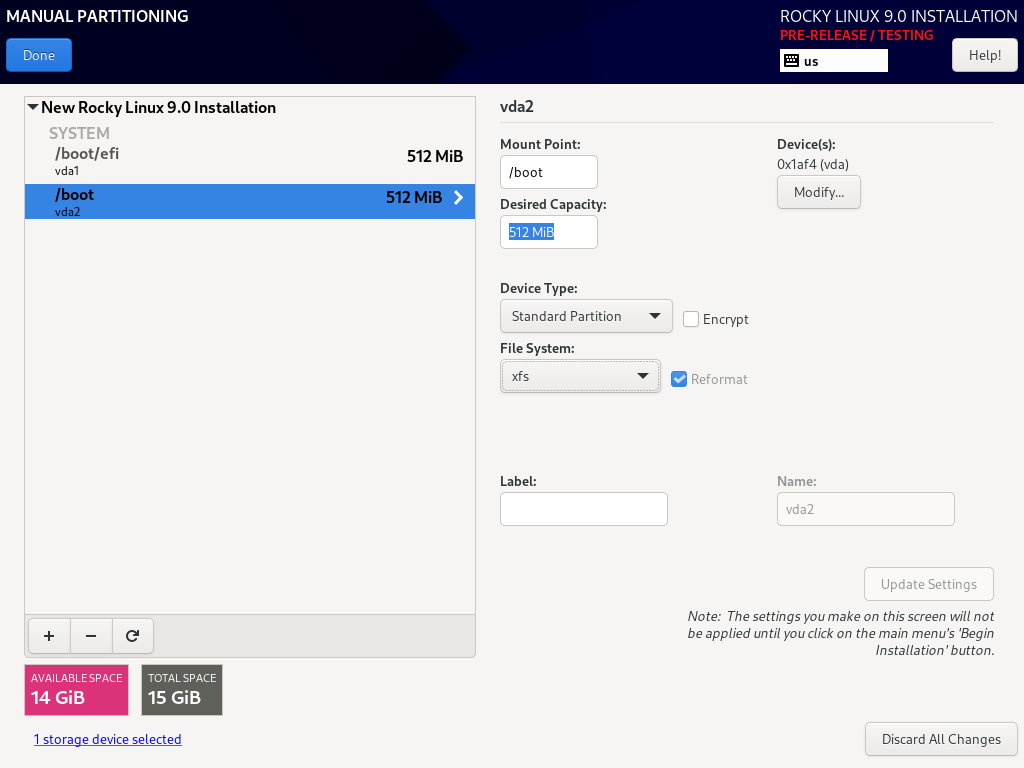 MANUAL PARTITIONING
ROCKY LINUX 9.0 INSTALLATION
PRE-RELEASE / TESTING
Done
us
Help!
New Rocky Linux 9.0 Installation
SYSTEM
/boot/efi
512 MiB
vda1
/boot
512 MiB
vda2
+
−
AVAILABLE SPACE
14 GiB
TOTAL SPACE
15 GiB
1 storage device selected
vda2
Mount Point:
/boot
Device(s):
0x1af4 (vda)
Modify...
Desired Capacity:
512 MiB
Device Type:
Standard Partition
Encrypt
File System:
xfs
Reformat
Label:
Name:
vda2
Update Settings
Note: The settings you make on this screen will not
be applied until you click on the main menu's 'Begin
Installation' button.
Discard All Changes